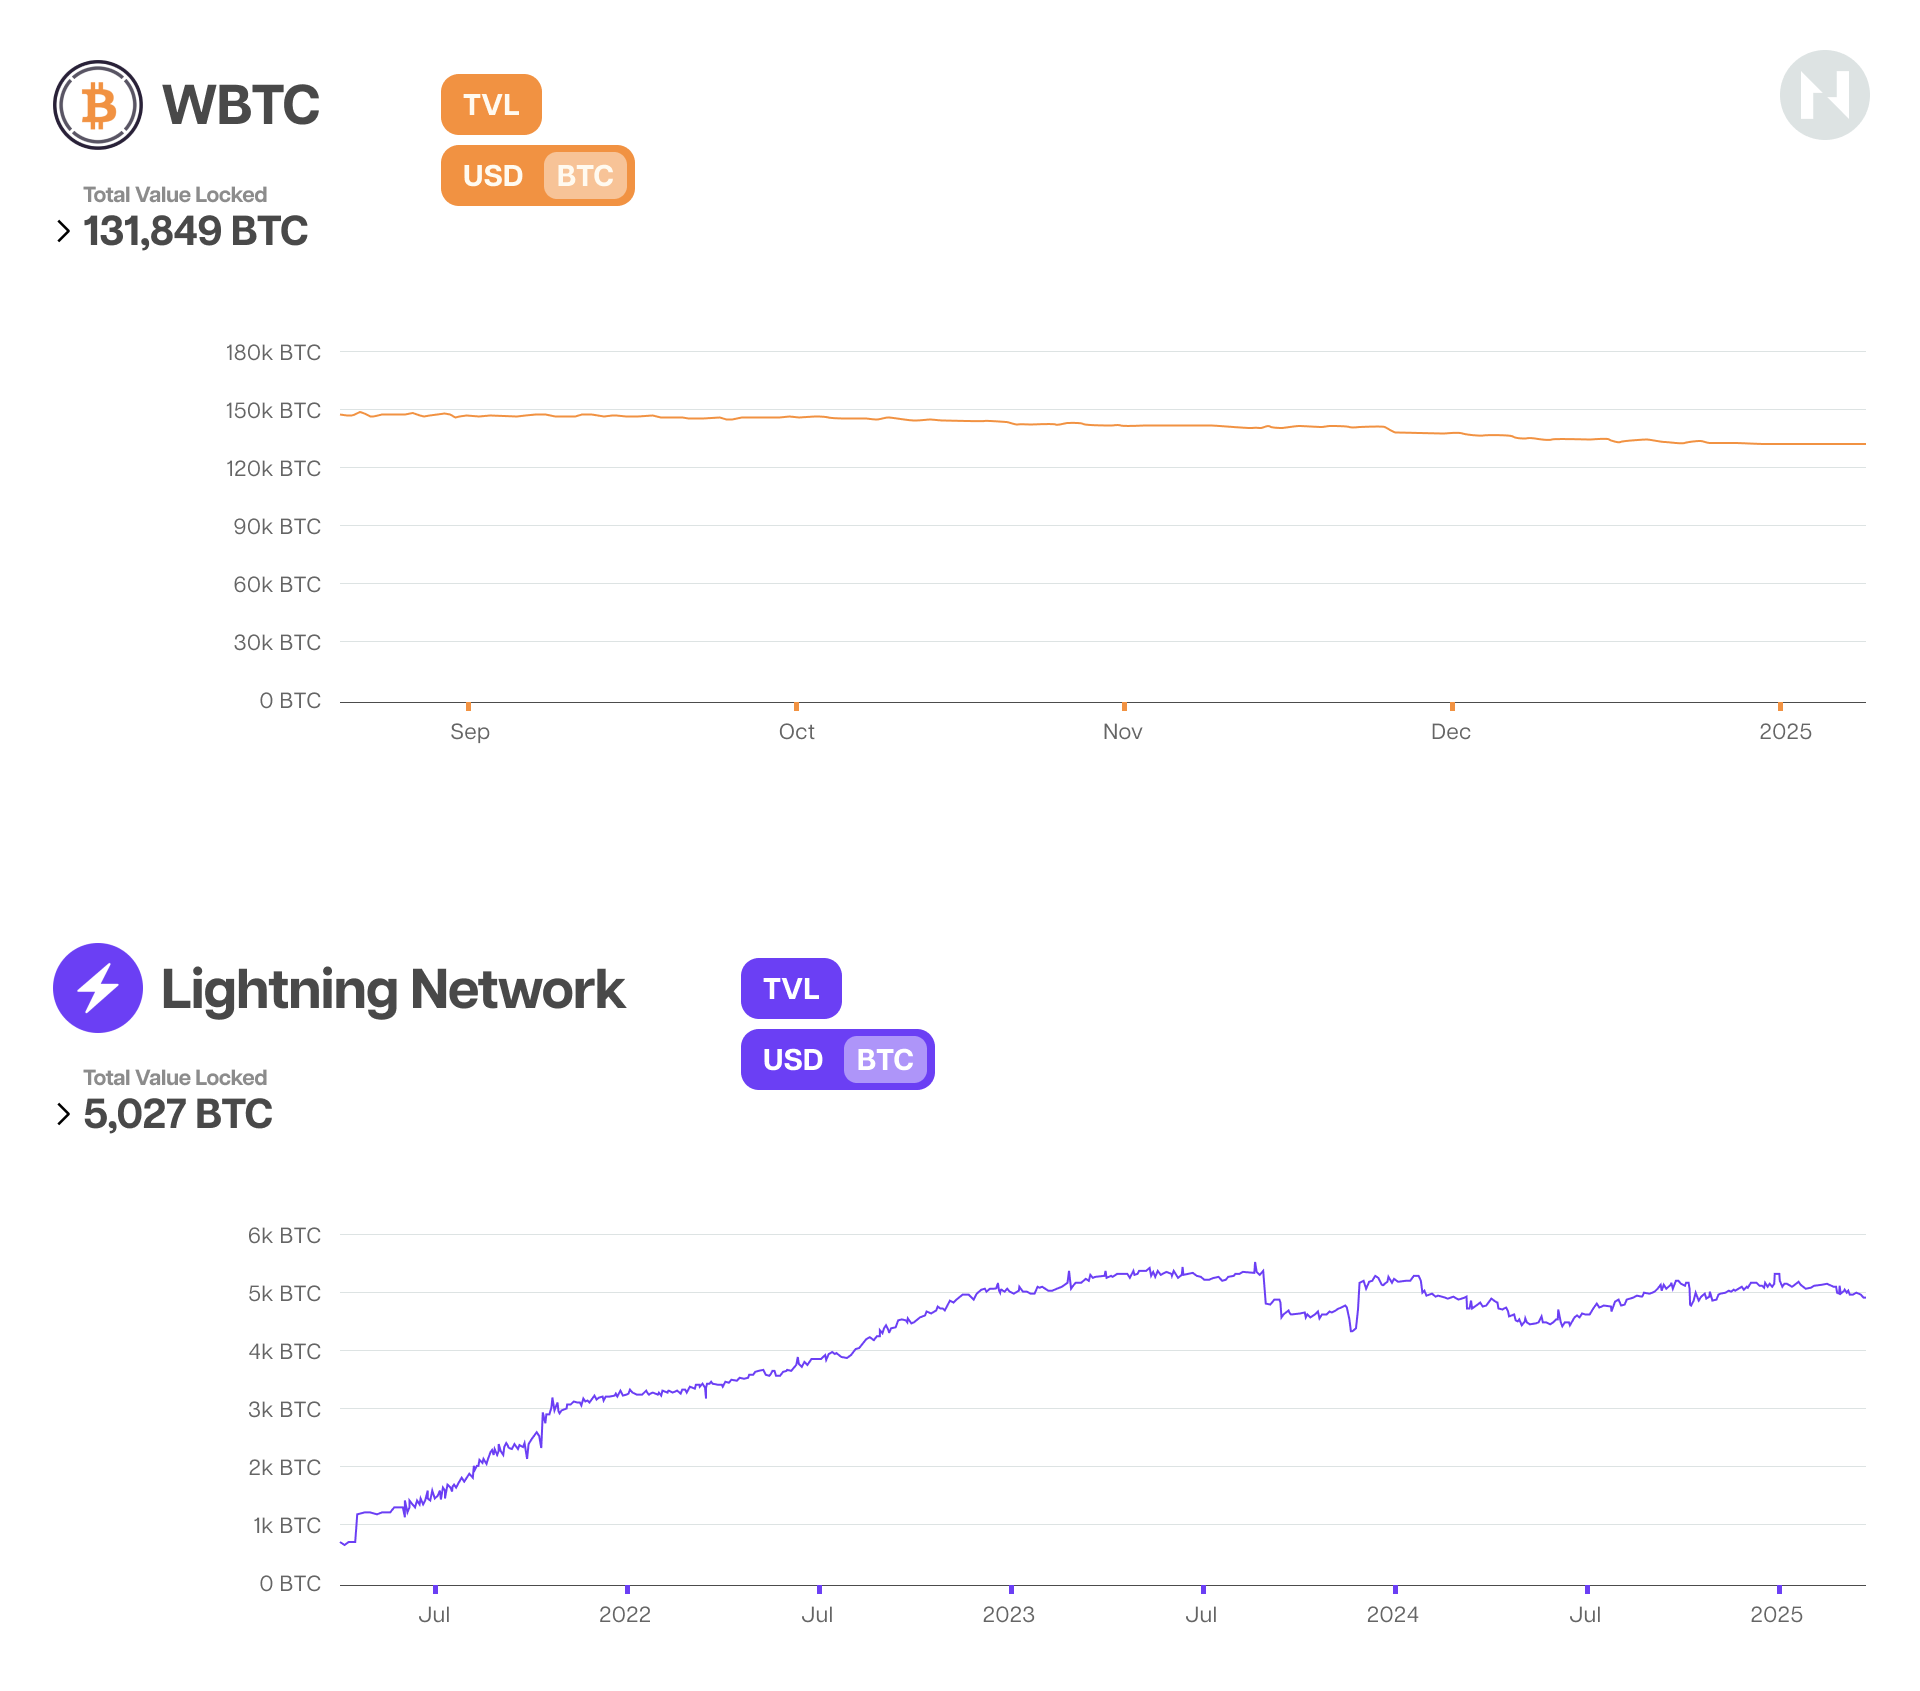 WBTC
TVL
USD BTC
Total Value Locked
131,849 BTC
180k BTC
150k BTC
120k BTC
90k BTC
60k BTC
30k BTC
0 BTC
Sep Oct Nov Dec 2025
Lightning Network
TVL
USD BTC
Total Value Locked
5,027 BTC
6k BTC
5k BTC
4k BTC
3k BTC
2k BTC
1k BTC
0 BTC
Jul 2022 Jul 2023 Jul 2024 Jul 2025